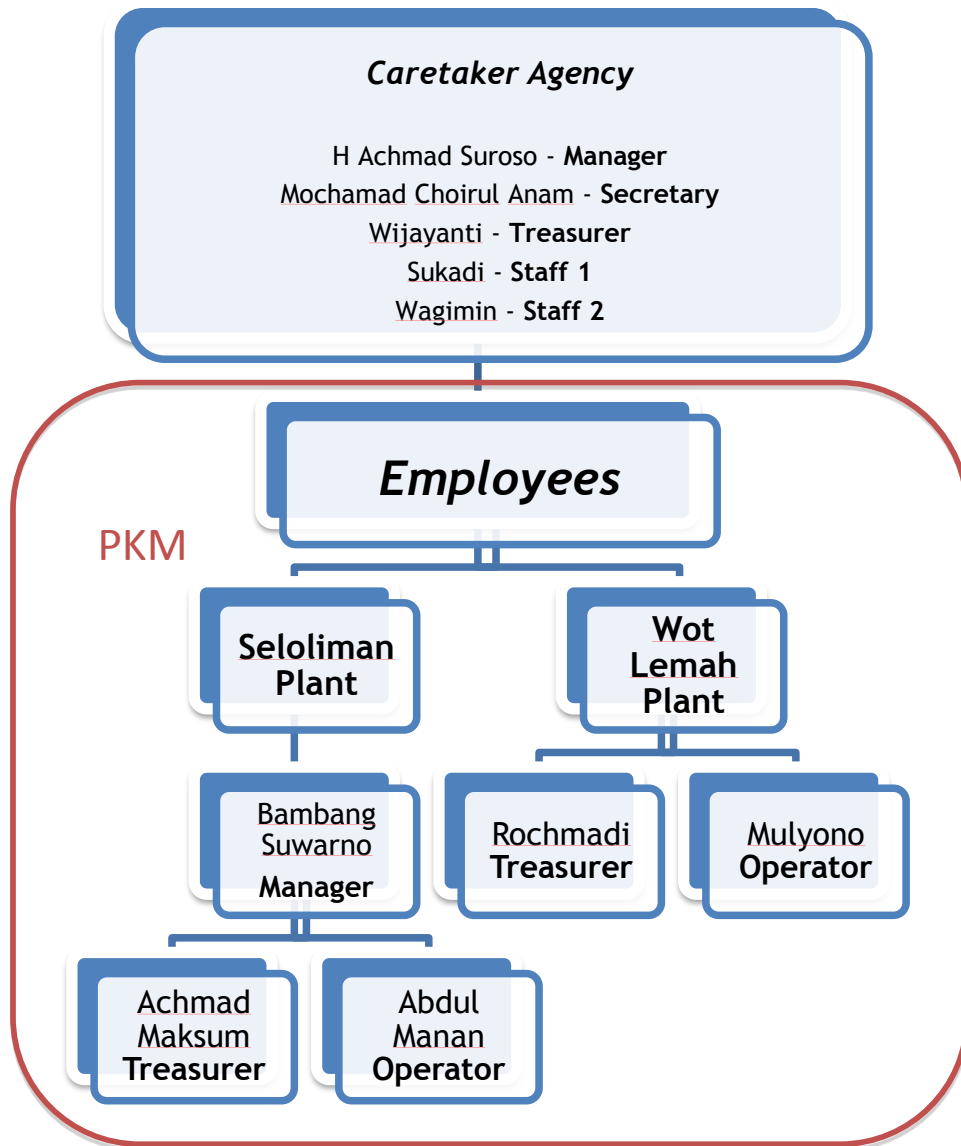 Caretaker Agency
H Achmad Suroso - Manager
Mochamad Choirul Anam - Secretary
Wijayanti - Treasurer
Sukadi - Staff 1
Wagimin - Staff 2
Employees
PKM
Seloliman
Plant
Wot
Lemah
Plant
Bambang
Suwarno
Manager
Rochmadi
Treasurer
Mulyono
Operator
Achmad
Maksum
Treasurer
Abdul
Manan
Operator